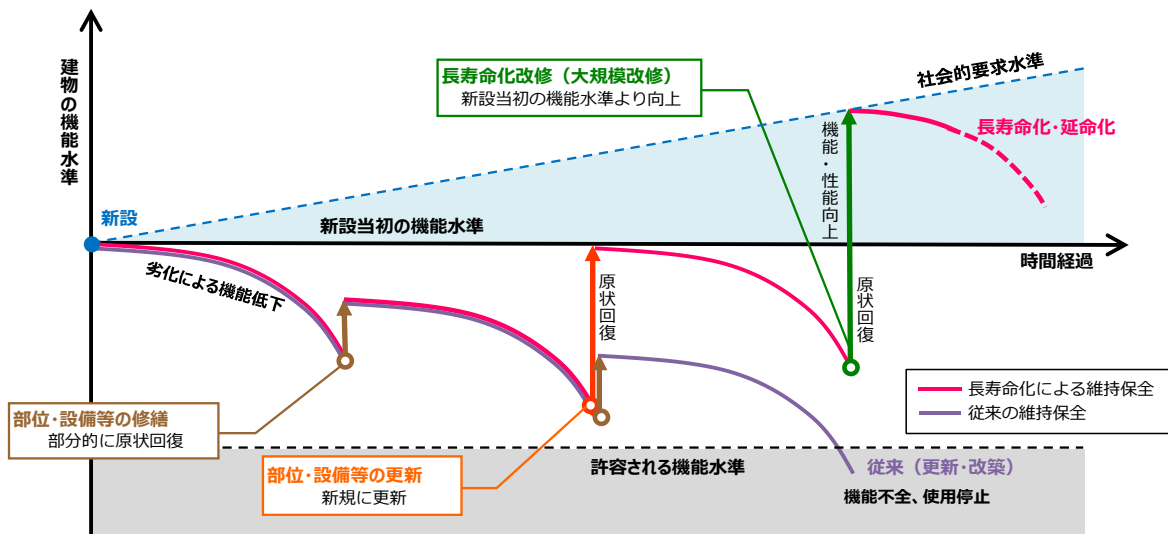 建物の機能水準
長寿命化改修（大規模改修）
新設当初の機能水準より向上
社会的要求水準
長寿命化・延命化
機能・性能向上
新設
新設当初の機能水準
時間経過
劣化による機能低下
原状回復
原状回復
長寿命化による維持保全
従来の維持保全
部位・設備等の修繕
部分的に原状回復
部位・設備等の更新
新規に更新
許容される機能水準
従来（更新・改築）
機能不全、使用停止